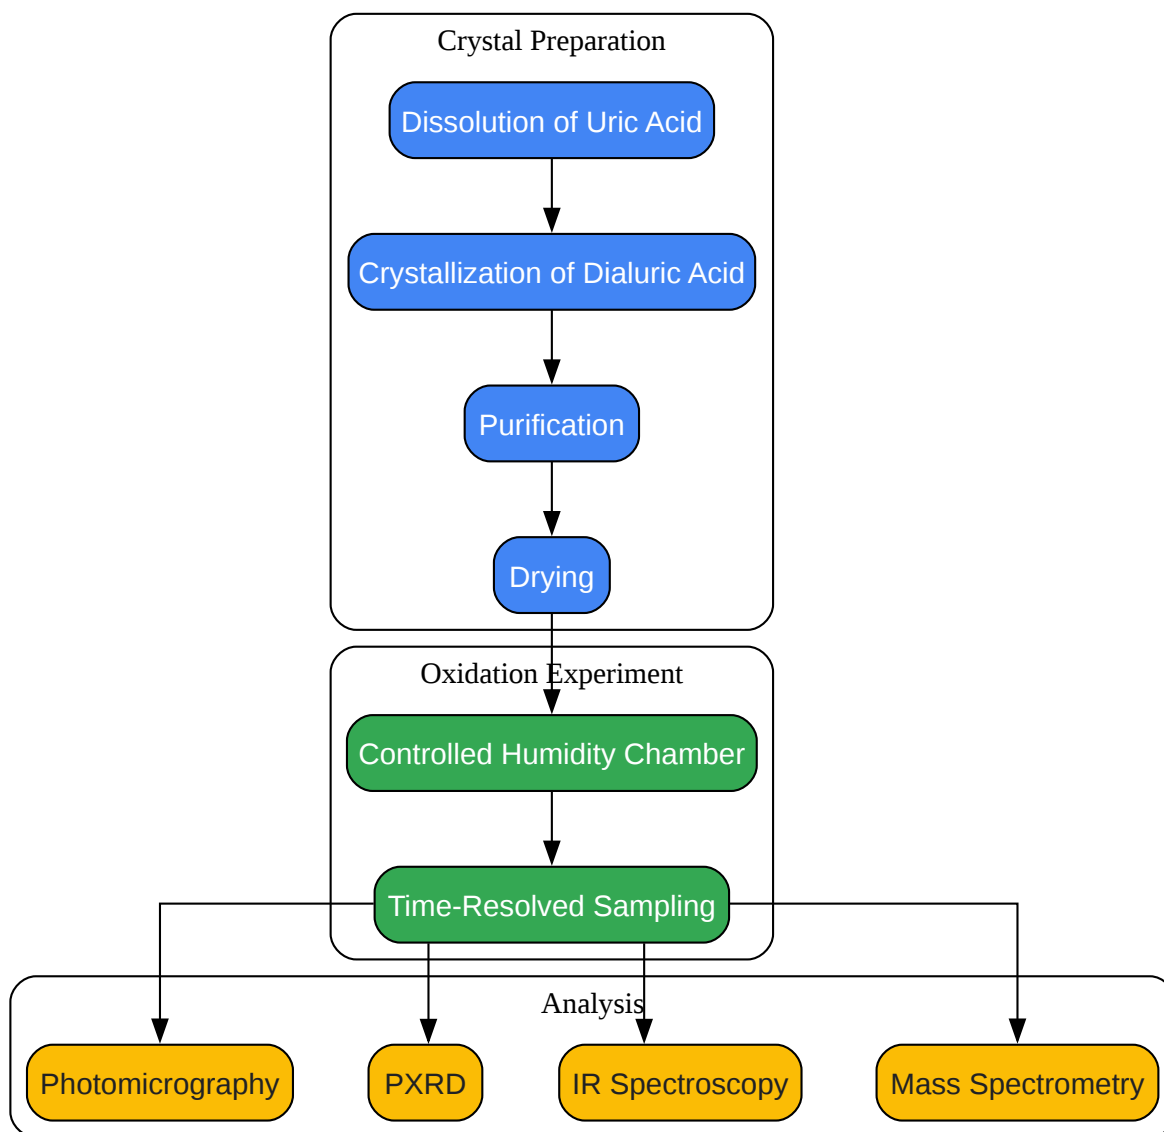 Crystal Preparation
Dissolution of Uric Acid
Crystallization of Dialuric Acid
Purification
Drying
Oxidation Experiment
Controlled Humidity Chamber
Time-Resolved Sampling
Analysis
Photomicrography
PXRD
IR Spectroscopy
Mass Spectrometry